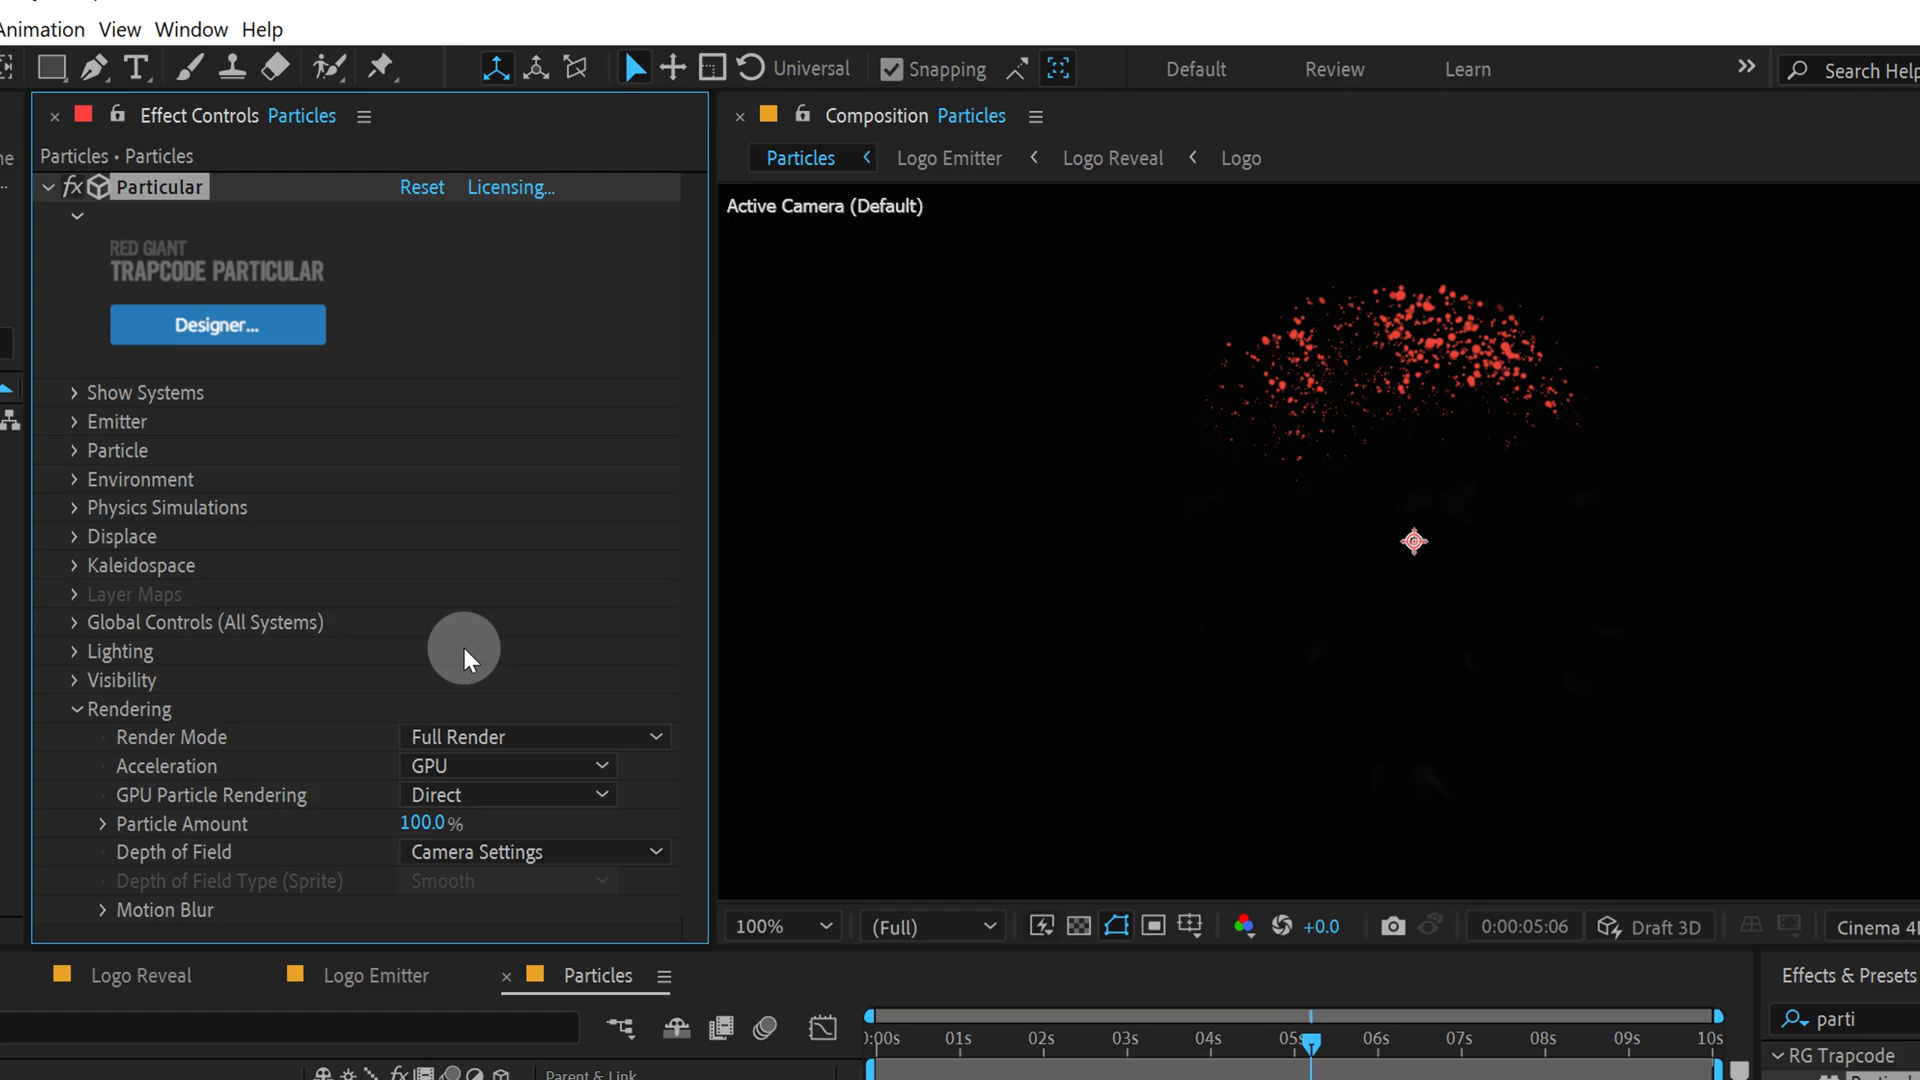 Animation View Window Help
Universal Snapping Default Review Learn Search Help
Effect Controls Particles
Composition Particles
Particles • Particles
Particles Logo Emitter Logo Reveal Logo
fx Particular Reset Licensing...
Active Camera (Default)
RED GIANT
TRAPCODE PARTICULAR
Designer...
Show Systems
Emitter
Particle
Environment
Physics Simulations
Displace
Kaleidospace
Layer Maps
Global Controls (All Systems)
Lighting
Visibility
Rendering
Render Mode Full Render
Acceleration GPU
GPU Particle Rendering Direct
Particle Amount 100.0 %
Depth of Field Camera Settings
Depth of Field Type (Sprite) Smooth
Motion Blur
100% (Full) +0.0 0:00:05:06 Draft 3D Cinema 4D
Logo Reveal Logo Emitter Particles
Effects & Presets
parti
):00s 01s 02s 03s 04s 05s 06s 07s 08s 09s 10s
RG Trapcode
fx Parent & Link